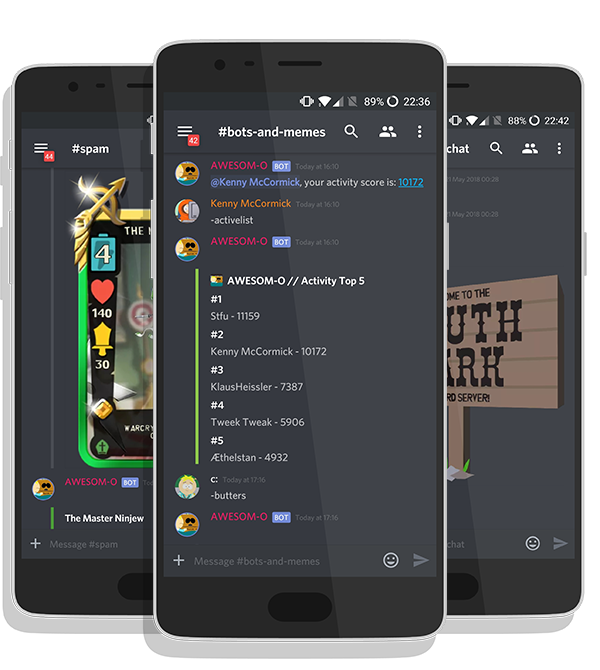 #spam
44
THE
4
140
30
WARCRY
AWESOM-O BOT
The Master Ninjew
Message #spam
89% 22:36
#bots-and-memes
42
AWESOM-O BOT Today at 16:10
@Kenny McCormick, your activity score is: 10172
Kenny McCormick Today at 16:10
-activelist
AWESOM-O BOT Today at 16:10
AWESOM-O // Activity Top 5
#1
Stfu - 11159
#2
Kenny McCormick - 10172
#3
KlausHeissler - 7387
#4
Tweek Tweak - 5906
#5
Æthelstan - 4932
c: Today at 17:16
-butters
AWESOM-O BOT Today at 17:16
Message #bots-and-memes
88% 22:42
chat
May 2018 00:28
May 2018 00:28
OME TO THE
UTH
ARK
RD SERVER!
chat